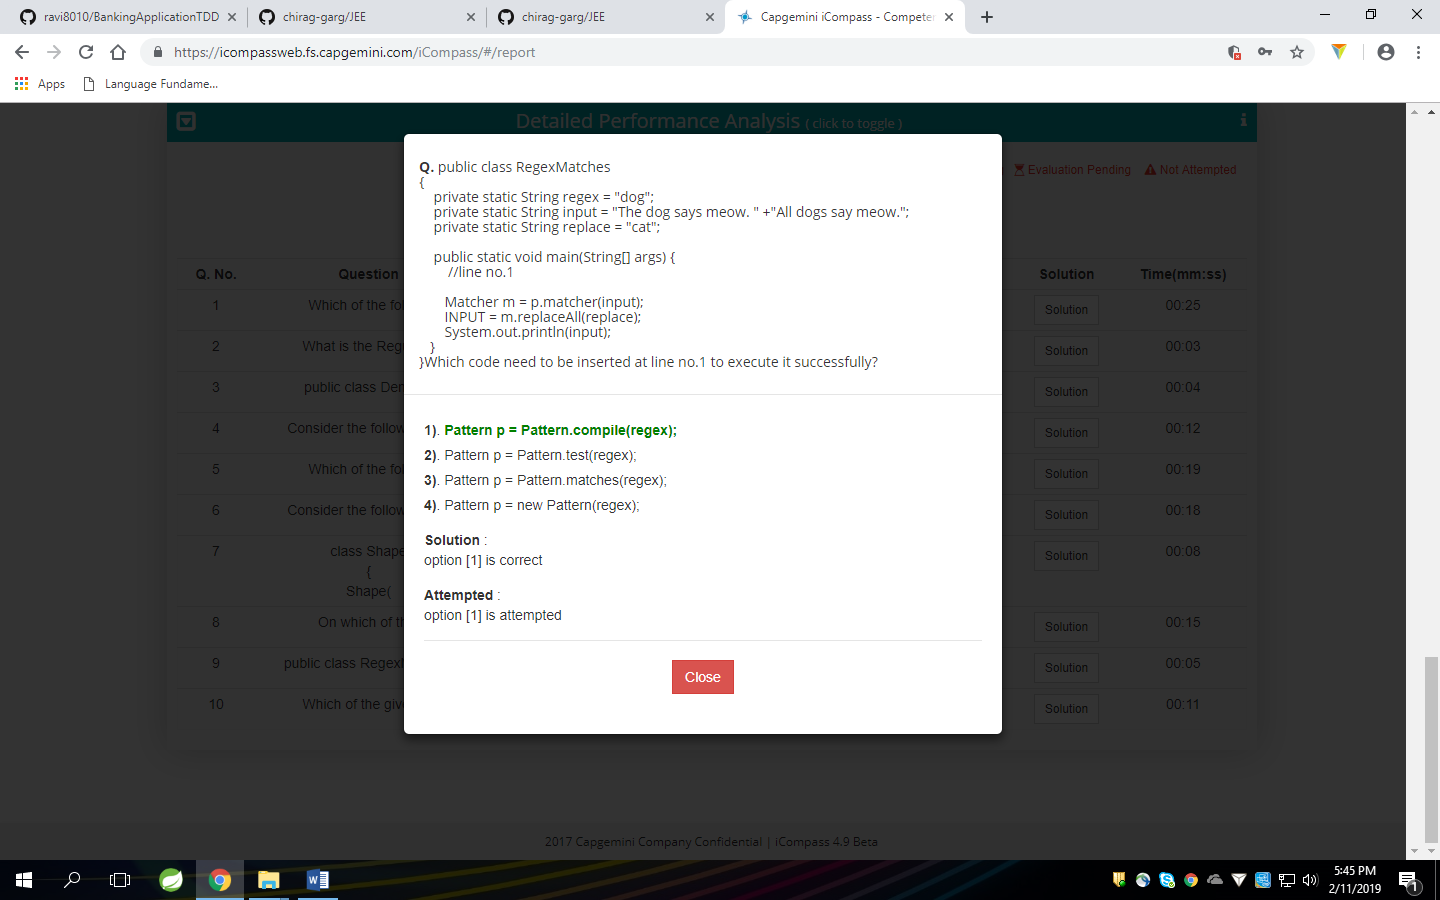 ravi8010/BankingApplicationTDD
chirag-garg/JEE
chirag-garg/JEE
Capgemini iCompass - Competen
https://icompassweb.fs.capgemini.com/iCompass/#/report
Apps
Language Fundame...
Detailed Performance Analysis ( click to toggle )
Evaluation Pending
Not Attempted
Q. public class RegexMatches
{
private static String regex = "dog";
private static String input = "The dog says meow. " +"All dogs say meow.";
private static String replace = "cat";
public static void main(String[] args) {
//line no.1
Matcher m = p.matcher(input);
INPUT = m.replaceAll(replace);
System.out.println(input);
}
}Which code need to be inserted at line no.1 to execute it successfully?
1). Pattern p = Pattern.compile(regex);
2). Pattern p = Pattern.test(regex);
3). Pattern p = Pattern.matches(regex);
4). Pattern p = new Pattern(regex);
Solution :
option [1] is correct
Attempted :
option [1] is attempted
Close
Q. No. Question Solution Time(mm:ss)
1 Which of the fol Solution 00:25
2 What is the Reg Solution 00:03
3 public class Der Solution 00:04
4 Consider the follow Solution 00:12
5 Which of the fol Solution 00:19
6 Consider the follow Solution 00:18
7 class Shape Solution 00:08
{
Shape(
8 On which of th Solution 00:15
9 public class Regex Solution 00:05
10 Which of the give Solution 00:11
2017 Capgemini Company Confidential | iCompass 4.9 Beta
5:45 PM
2/11/2019
1